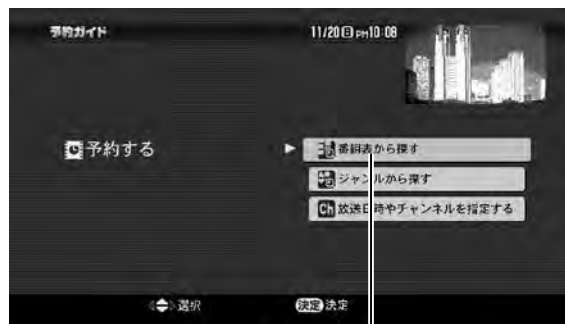 予約ガイド
11/20 日 PM10:08
予約する
番組表から探す
ジャンルから探す
Ch 放送日時やチャンネルを指定する
選択
決定 決定